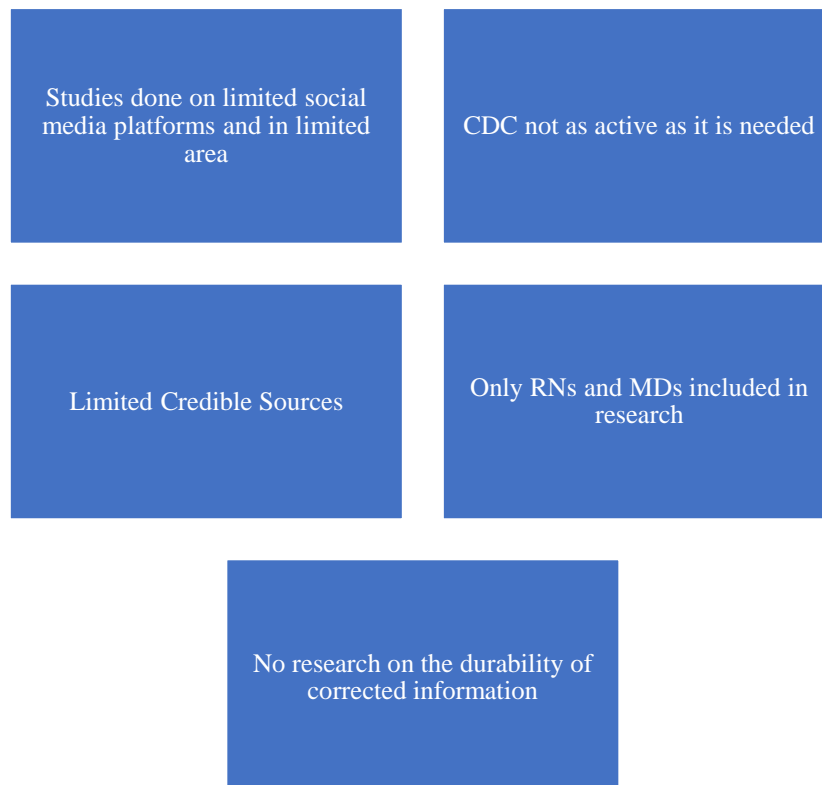 Studies done on limited social
media platforms and in limited
area
CDC not as active as it is needed
Limited Credible Sources
Only RNs and MDs included in
research
No research on the durability of
corrected information